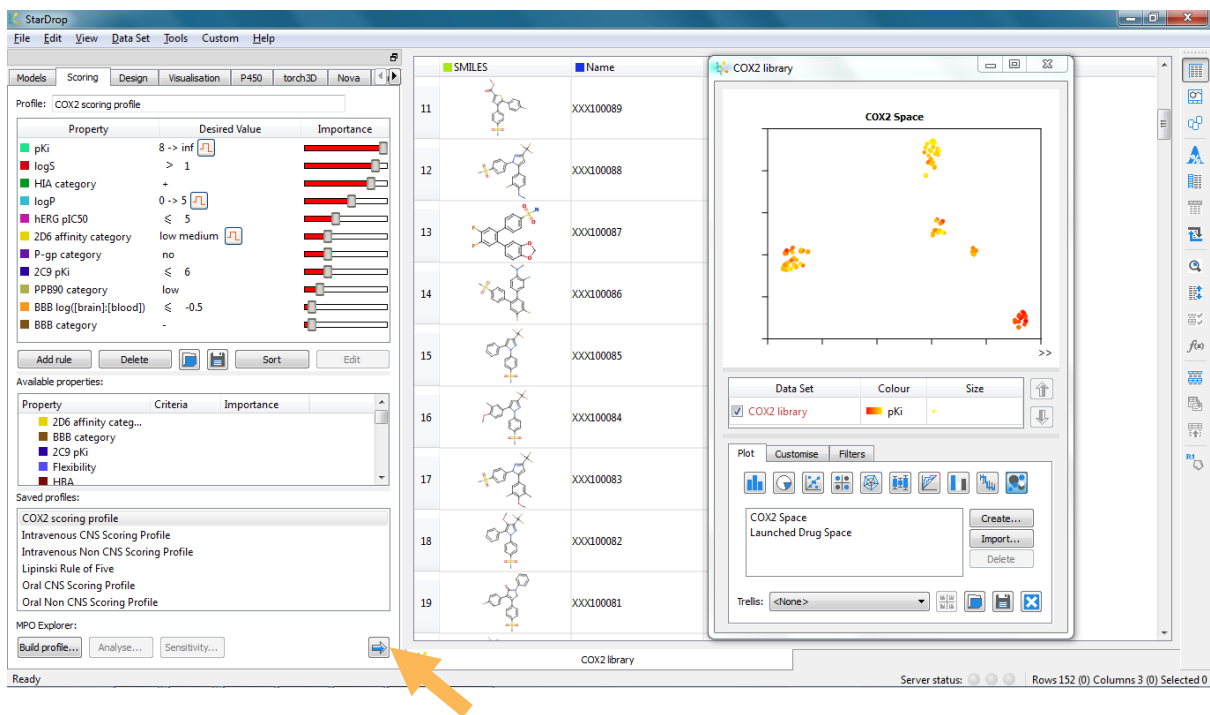 StarDrop
File Edit View Data Set Tools Custom Help
Models Scoring Design Visualisation P450 torch3D Nova
Profile: COX2 scoring profile
Property Desired Value Importance
pKi 8 -> inf
logS > 1
HIA category +
logP 0 -> 5
hERG pIC50 ≤ 5
2D6 affinity category low medium
P-gp category no
2C9 pKi ≤ 6
PPB90 category low
BBB log([brain]:[blood]) ≤ -0.5
BBB category -
Add rule Delete Sort Edit
Available properties:
Property Criteria Importance
2D6 affinity categ...
BBB category
2C9 pKi
Flexibility
HBA
Saved profiles:
COX2 scoring profile
Intravenous CNS Scoring Profile
Intravenous Non CNS Scoring Profile
Lipinski Rule of Five
Oral CNS Scoring Profile
Oral Non CNS Scoring Profile
MPO Explorer:
Build profile... Analyse... Sensitivity...
Ready
SMILES Name
11 XXX100089
12 XXX100088
13 XXX100087
14 XXX100086
15 XXX100085
16 XXX100084
17 XXX100083
18 XXX100082
19 XXX100081
COX2 library
COX2 library
COX2 Space
>>
Data Set Colour Size
COX2 library pKi
Plot Customise Filters
COX2 Space
Launched Drug Space
Create...
Import...
Delete
Trellis: <None>
f(x)
R1
Server status: Rows 152 (0) Columns 3 (0) Selected 0